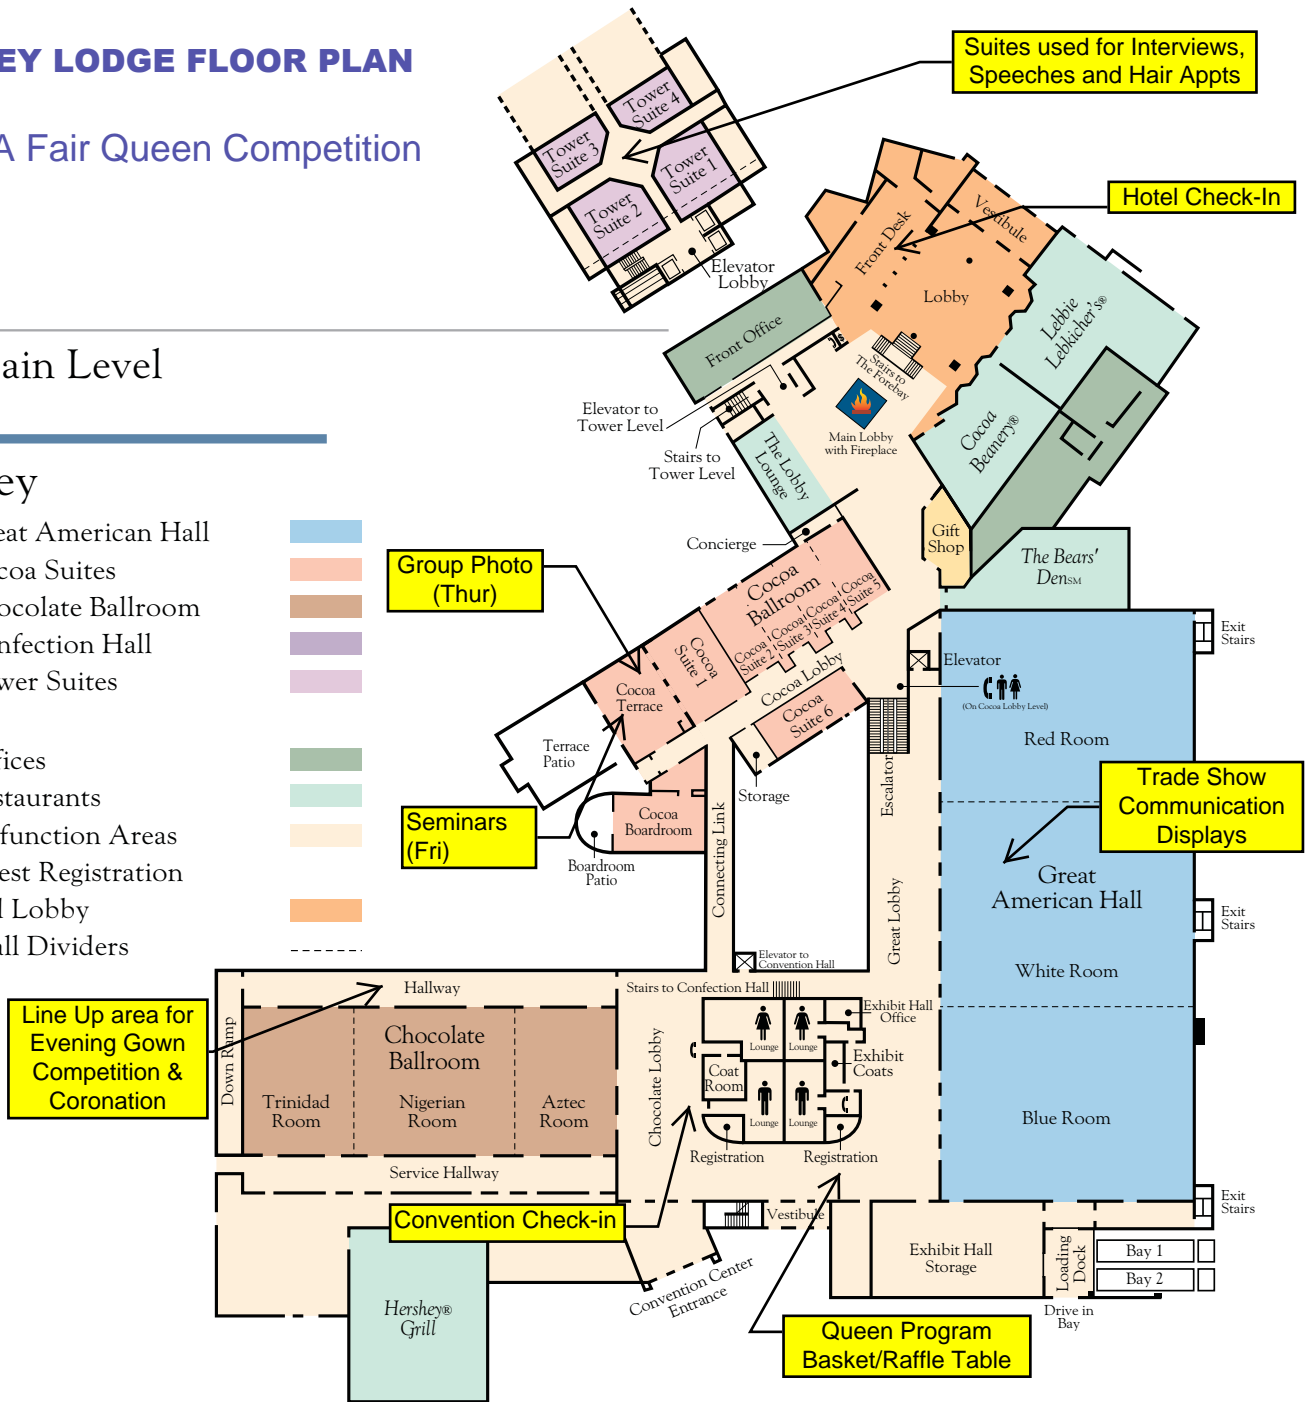 EY LODGE FLOOR PLAN
A Fair Queen Competition
Suites used for Interviews,
Speeches and Hair Appts
Tower
Suite 4
Tower
Suite 3
Tower
Suite 1
Tower
Suite 2
Elevator
Lobby
Hotel Check-In
Vestibule
Front Desk
Lobby
Lebbie
Lebkicher's®
Front Office
Stairs to
The Forebay
ain Level
Elevator to
Tower Level
Main Lobby
with Fireplace
Cocoa
Beanery®
Stairs to
Tower Level
The Lobby
Lounge
Concierge
Gift
Shop
The Bears'
Den℠
ey
eat American Hall
coa Suites
ocolate Ballroom
nfection Hall
wer Suites
fices
staurants
function Areas
est Registration
l Lobby
all Dividers
Group Photo
(Thur)
Cocoa
Ballroom
Cocoa
Suite 2
Cocoa
Suite 3
Cocoa
Suite 4
Cocoa
Suite 5
Cocoa
Suite 1
Cocoa
Terrace
Cocoa Lobby
Cocoa
Suite 6
Terrace
Patio
Storage
Seminars
(Fri)
Cocoa
Boardroom
Boardroom
Patio
Connecting Link
Elevator
(On Cocoa Lobby Level)
Escalator
Great Lobby
Exit
Stairs
Red Room
Trade Show
Communication
Displays
Great
American Hall
Exit
Stairs
White Room
Blue Room
Exit
Stairs
Elevator to
Convention Hall
Stairs to Confection Hall
Hallway
Line Up area for
Evening Gown
Competition &
Coronation
Down Ramp
Chocolate
Ballroom
Trinidad
Room
Nigerian
Room
Aztec
Room
Chocolate Lobby
Exhibit Hall
Office
Lounge
Lounge
Coat
Room
Exhibit
Coats
Lounge
Lounge
Registration
Registration
Service Hallway
Convention Check-in
Vestibule
Convention Center
Entrance
Exhibit Hall
Storage
Loading
Dock
Bay 1
Bay 2
Drive in
Bay
Hershey®
Grill
Queen Program
Basket/Raffle Table